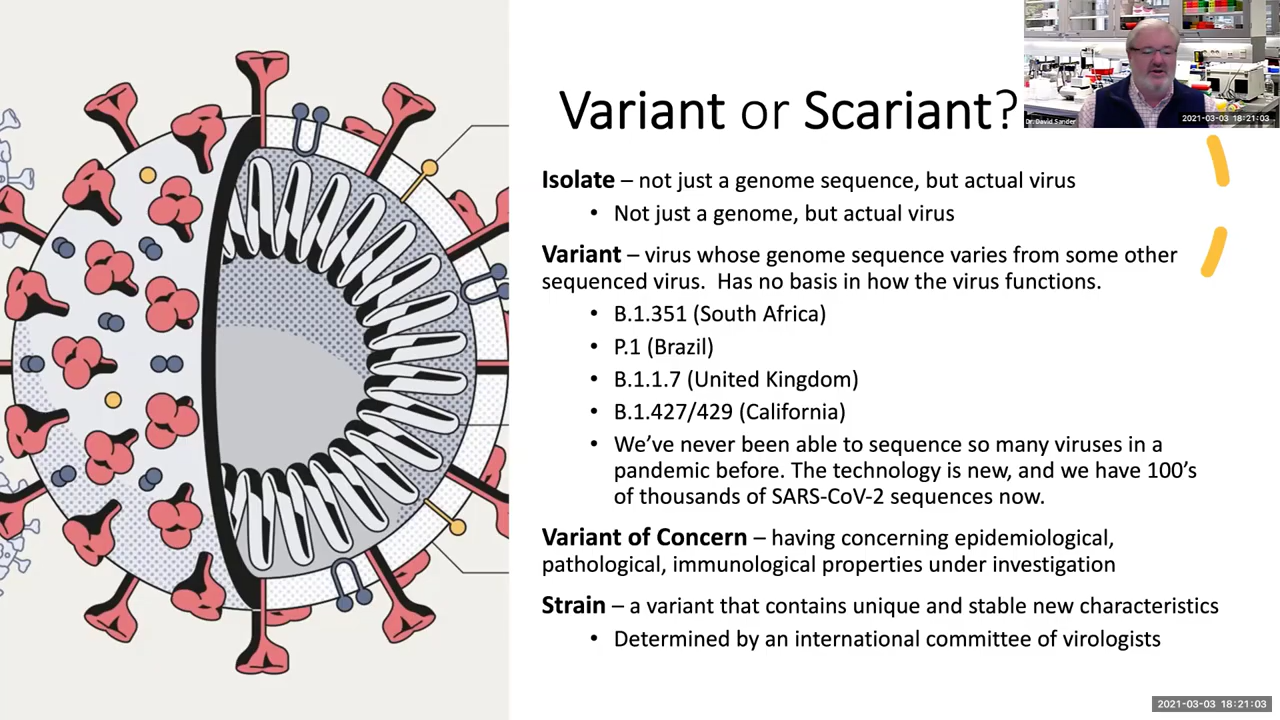 Variant or Scariant?
Dr. David Sander
2021-03-03 18:21:03
Isolate – not just a genome sequence, but actual virus
• Not just a genome, but actual virus
Variant – virus whose genome sequence varies from some other
sequenced virus.  Has no basis in how the virus functions.
• B.1.351 (South Africa)
• P.1 (Brazil)
• B.1.1.7 (United Kingdom)
• B.1.427/429 (California)
• We’ve never been able to sequence so many viruses in a
pandemic before. The technology is new, and we have 100’s
of thousands of SARS-CoV-2 sequences now.
Variant of Concern – having concerning epidemiological,
pathological, immunological properties under investigation
Strain – a variant that contains unique and stable new characteristics
• Determined by an international committee of virologists
2021-03-03 18:21:03